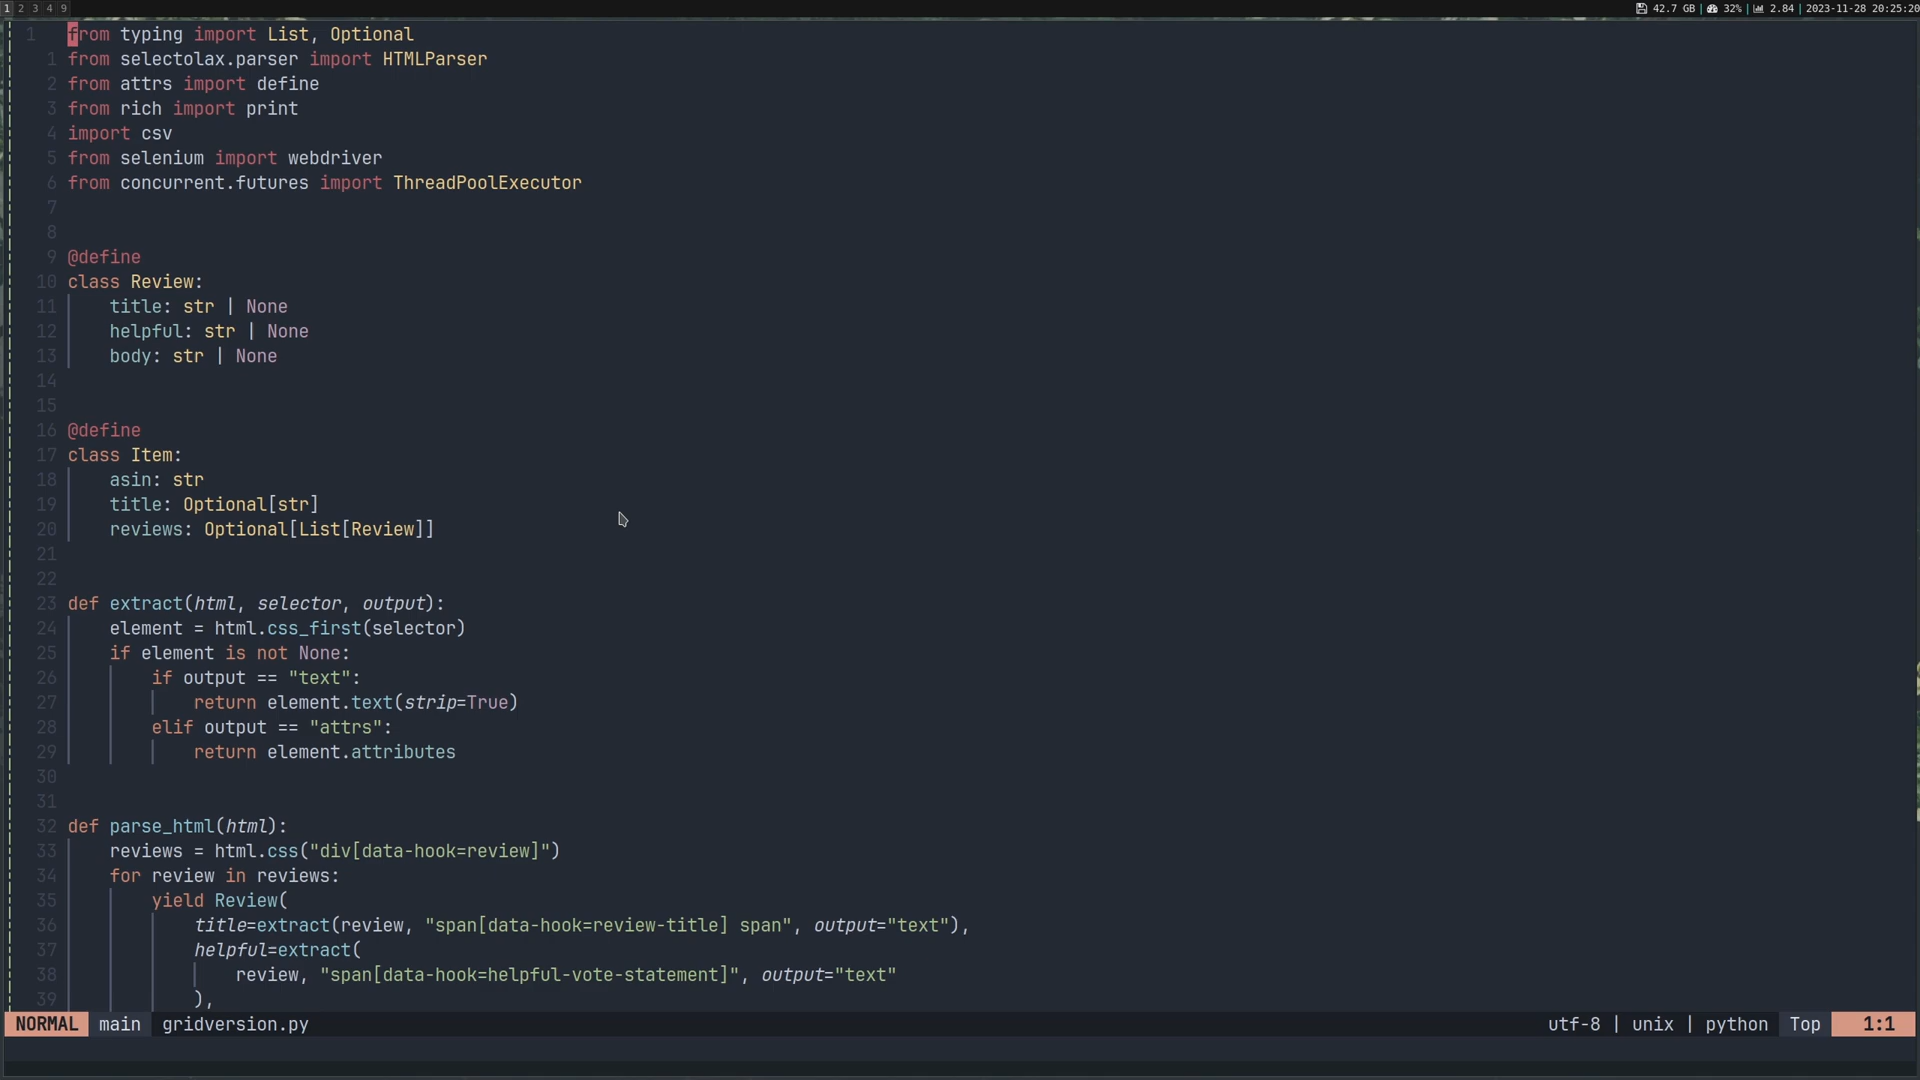 1 2 3 4 9 42.7 GB | 32% | 2.84 | 2023-11-28 20:25:20
1 from typing import List, Optional
1 from selectolax.parser import HTMLParser
2 from attrs import define
3 from rich import print
4 import csv
5 from selenium import webdriver
6 from concurrent.futures import ThreadPoolExecutor
7
8
9 @define
10 class Review:
11 title: str | None
12 helpful: str | None
13 body: str | None
14
15
16 @define
17 class Item:
18 asin: str
19 title: Optional[str]
20 reviews: Optional[List[Review]]
21
22
23 def extract(html, selector, output):
24 element = html.css_first(selector)
25 if element is not None:
26 if output == "text":
27 return element.text(strip=True)
28 elif output == "attrs":
29 return element.attributes
30
31
32 def parse_html(html):
33 reviews = html.css("div[data-hook=review]")
34 for review in reviews:
35 yield Review(
36 title=extract(review, "span[data-hook=review-title] span", output="text"),
37 helpful=extract(
38 review, "span[data-hook=helpful-vote-statement]", output="text"
39 ),
NORMAL main gridversion.py utf-8 | unix | python Top 1:1